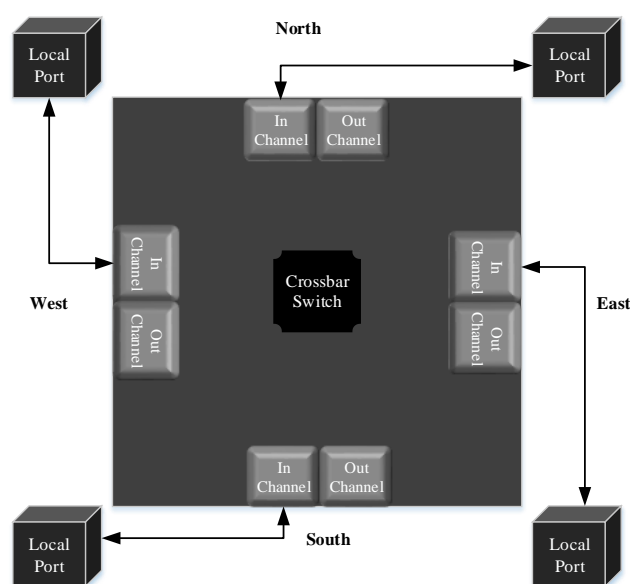 North
Local
Port
Local
Port
In
Channel
Out
Channel
In
Channel
Out
Channel
Crossbar
Switch
In
Channel
Out
Channel
West
East
In
Channel
Out
Channel
South
Local
Port
Local
Port